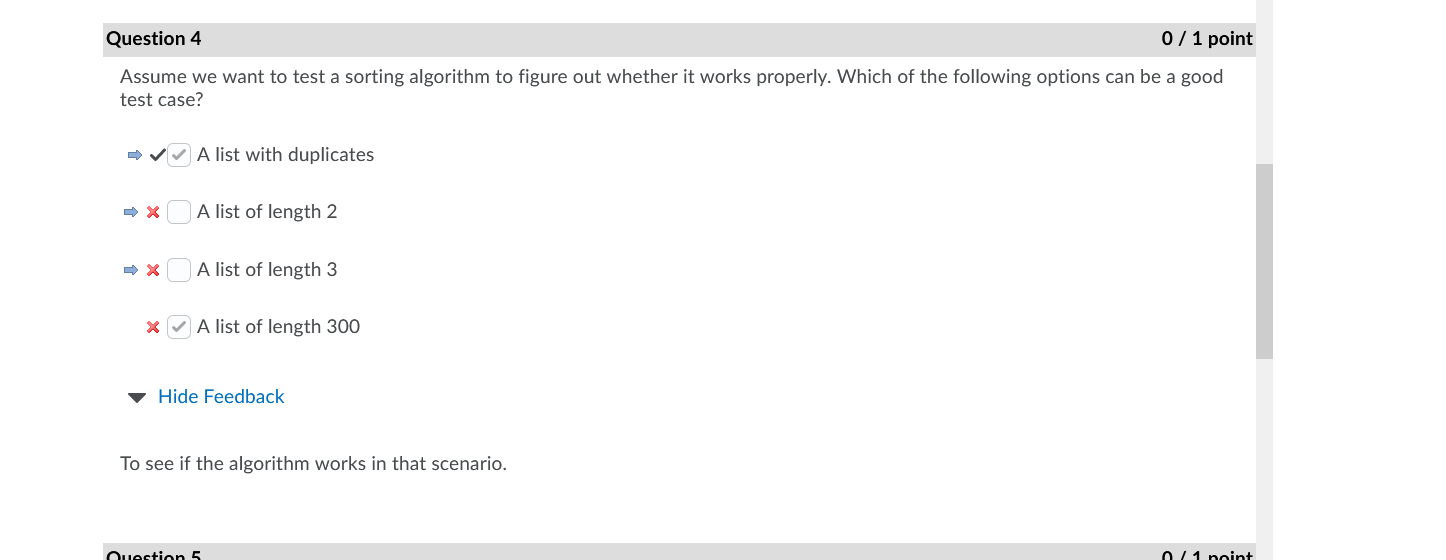 Question 4
0 / 1 point
Assume we want to test a sorting algorithm to figure out whether it works properly. Which of the following options can be a good
test case?
A list with duplicates
A list of length 2
A list of length 3
A list of length 300
Hide Feedback
To see if the algorithm works in that scenario.
Question 5
0 / 1 point